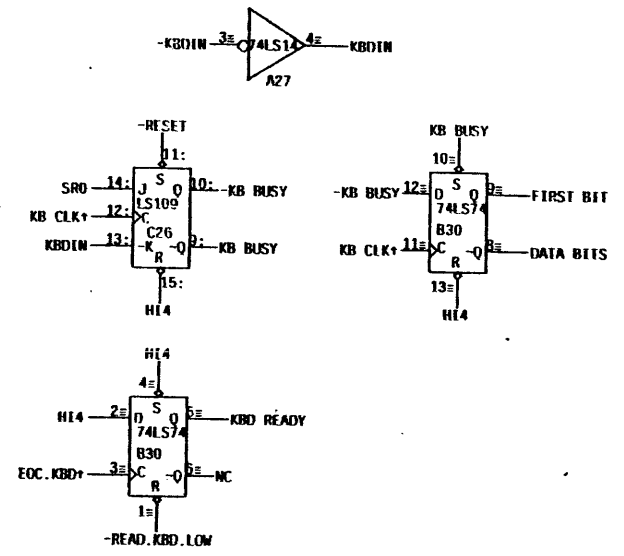 -KBDIN 3≡ 74LS14 4≡ KBDIN
A27
-RESET
11:
S
SR0 14: J Q 10: -KB BUSY
LS109
KB CLK↑ 12: C
C26
KBDIN 13: -K -Q 9: KB BUSY
R
15:
HI4
KB BUSY
10≡
S
-KB BUSY 12≡ D Q 9≡ FIRST BIT
74LS74
B30
KB CLK↑ 11≡ C -Q 8≡ DATA BITS
R
13≡
HI4
HI4
4≡
S
HI4 2≡ D Q 5≡ KBD READY
74LS74
B30
EOC.KBD↑ 3≡ C -Q 6≡ NC
R
1≡
-READ.KBD.LOW